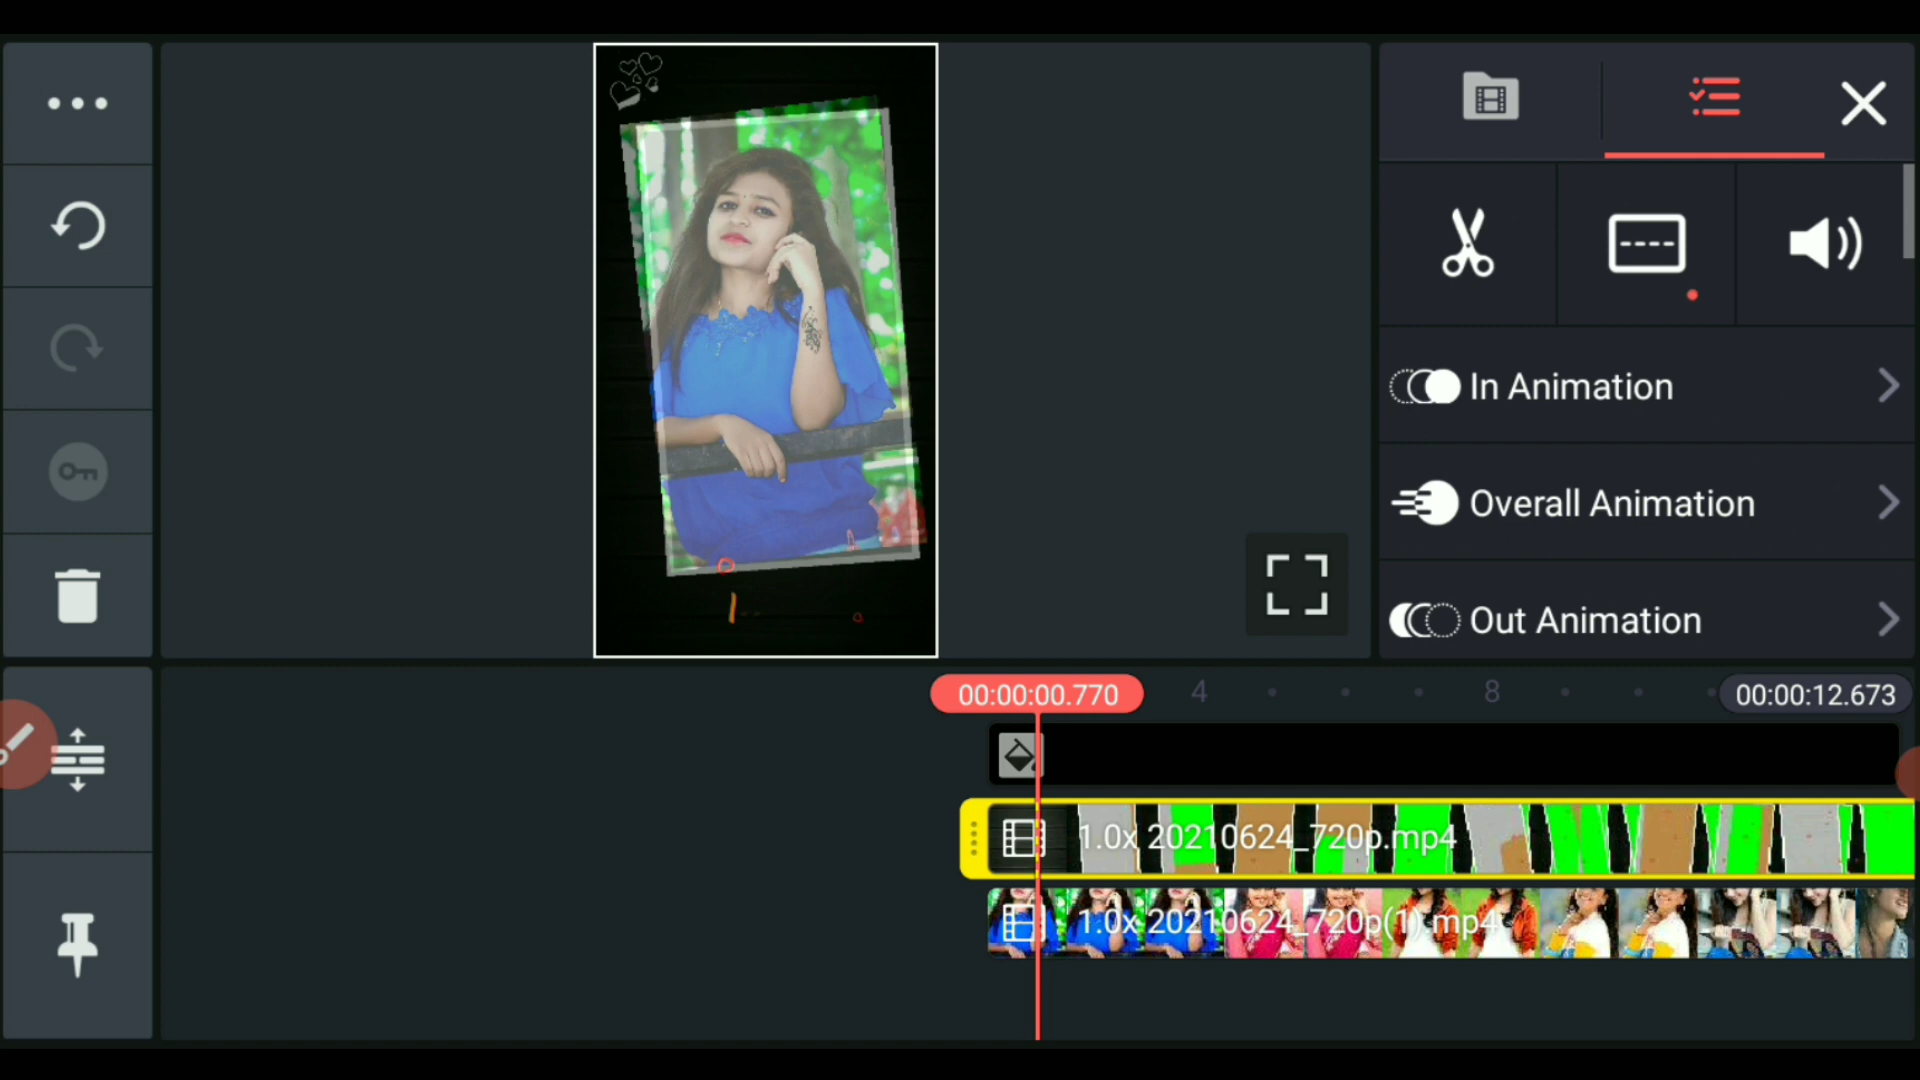 In Animation
Overall Animation
Out Animation
00:00:00.770
4
8
00:00:12.673
1.0x 20210624_720p.mp4
1.0x 20210624_720p(1).mp4